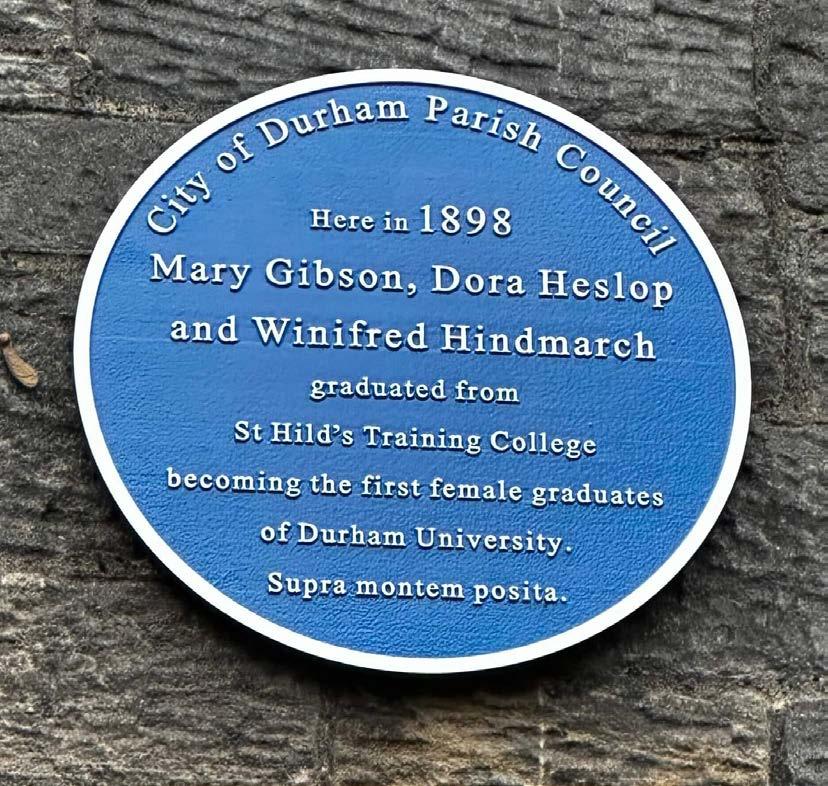 City of Durham Parish Council
Here in 1898
Mary Gibson, Dora Heslop
and Winifred Hindmarch
graduated from
St Hild’s Training College
becoming the first female graduates
of Durham University.
Supra montem posita.